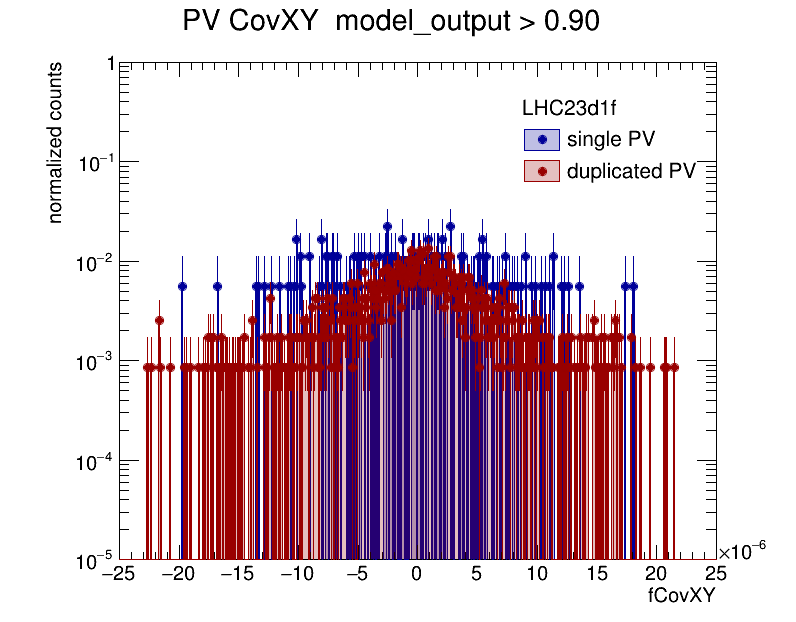 PV CovXY model_output > 0.90
normalized counts
1
10⁻¹
10⁻²
10⁻³
10⁻⁴
10⁻⁵
LHC23d1f
single PV
duplicated PV
−25 −20 −15 −10 −5 0 5 10 15 20 25
×10⁻⁶
fCovXY